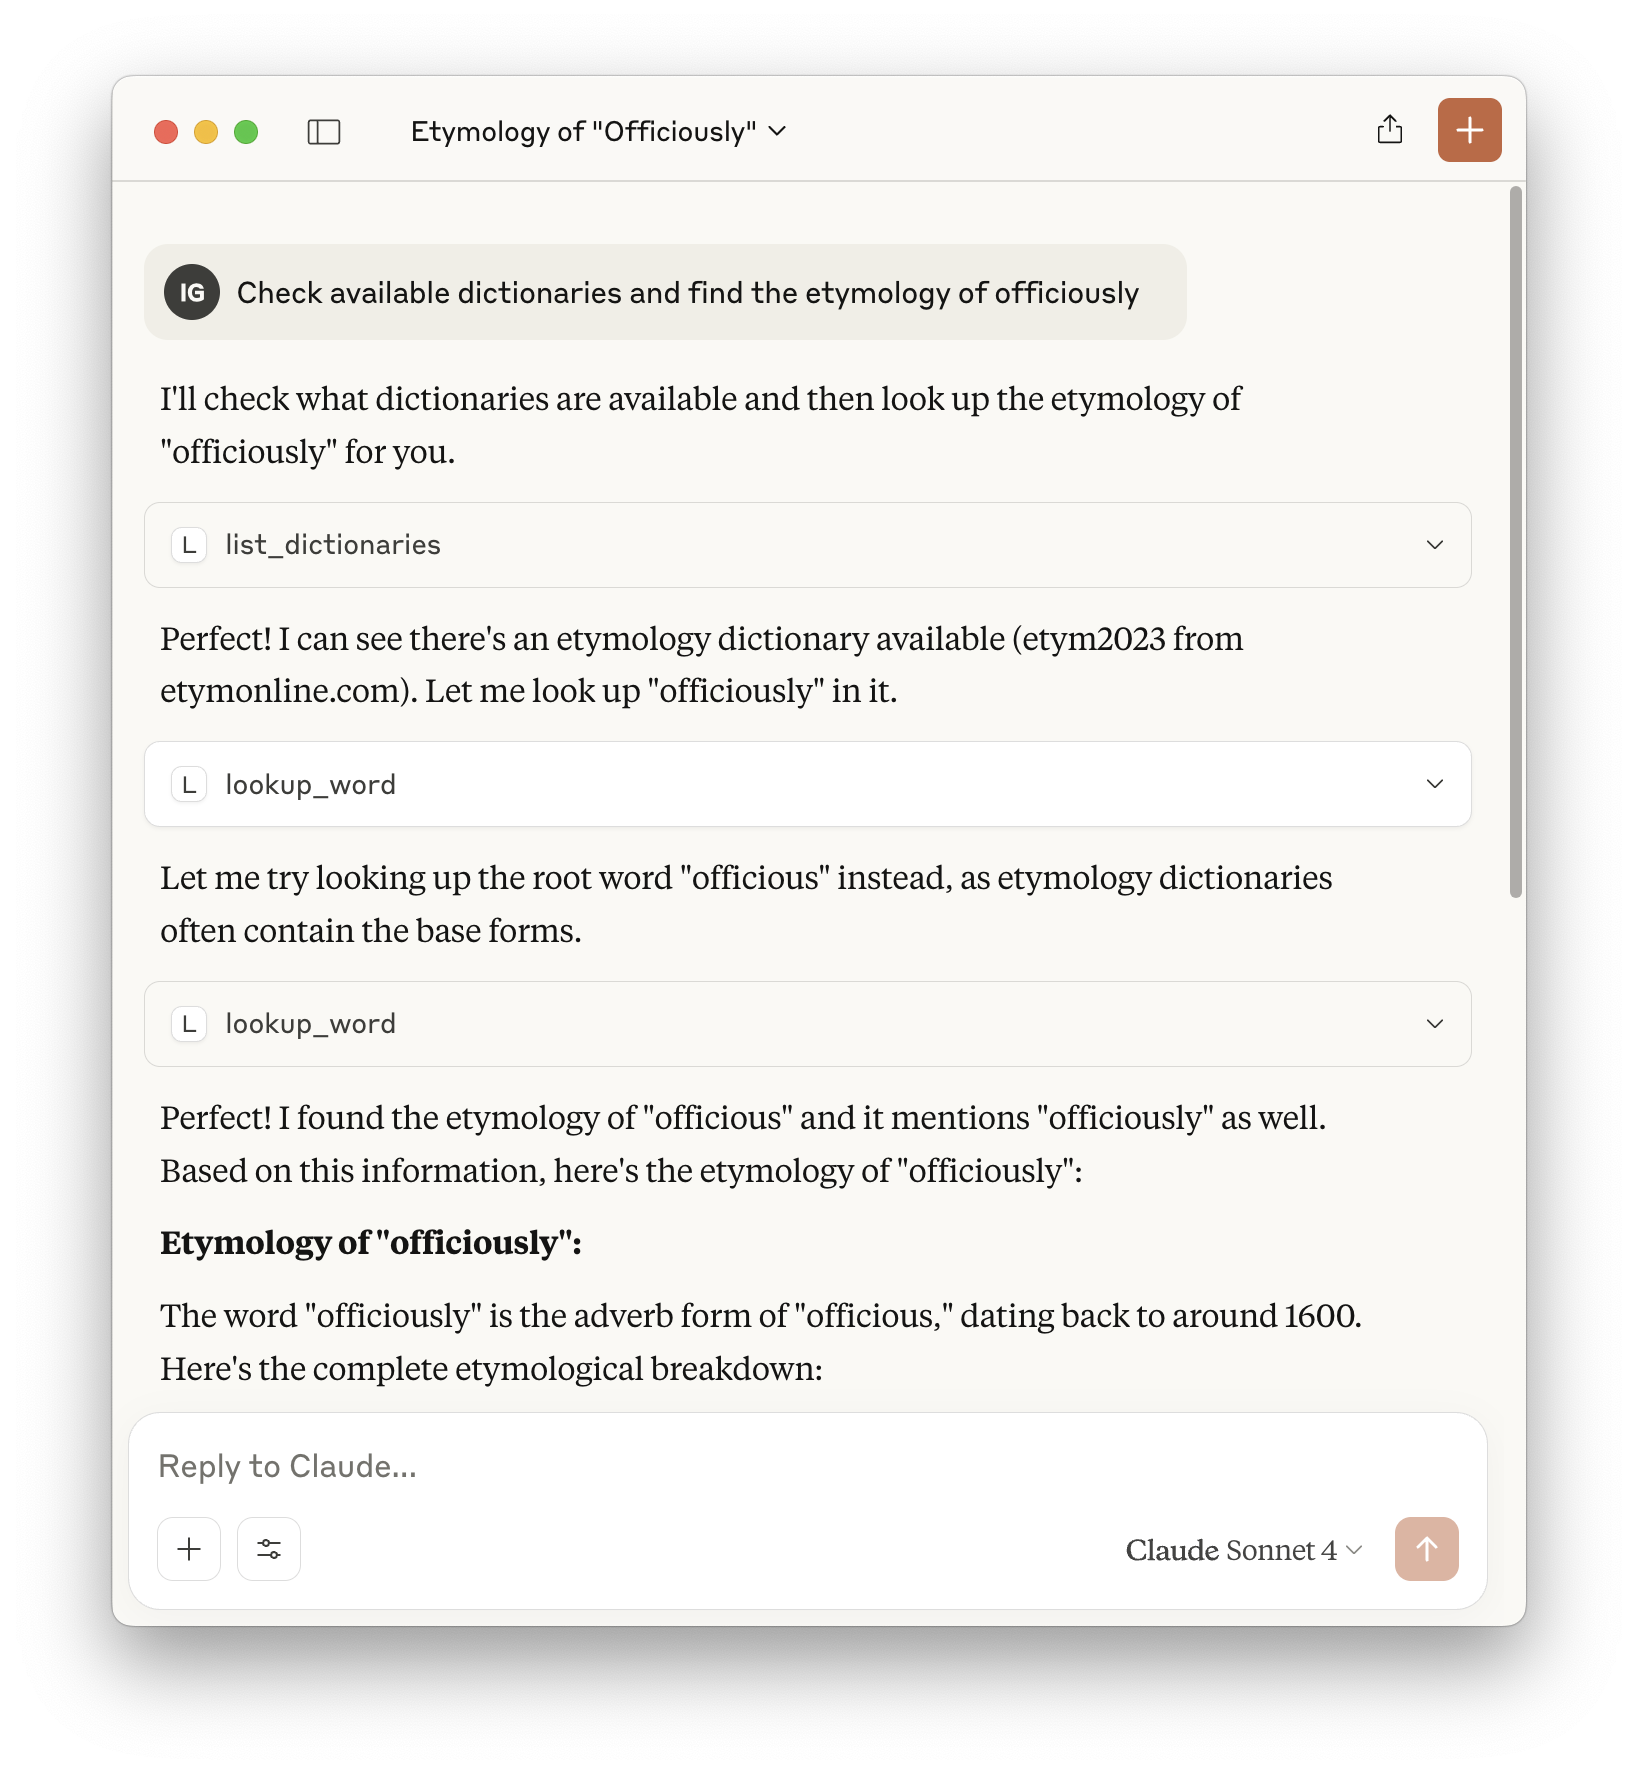 Etymology of "Officiously"
IG
Check available dictionaries and find the etymology of officiously
I'll check what dictionaries are available and then look up the etymology of
"officiously" for you.
L list_dictionaries
Perfect! I can see there's an etymology dictionary available (etym2023 from
etymonline.com). Let me look up "officiously" in it.
L lookup_word
Let me try looking up the root word "officious" instead, as etymology dictionaries
often contain the base forms.
L lookup_word
Perfect! I found the etymology of "officious" and it mentions "officiously" as well.
Based on this information, here's the etymology of "officiously":
Etymology of "officiously":
The word "officiously" is the adverb form of "officious," dating back to around 1600.
Here's the complete etymological breakdown:
Reply to Claude...
Claude Sonnet 4